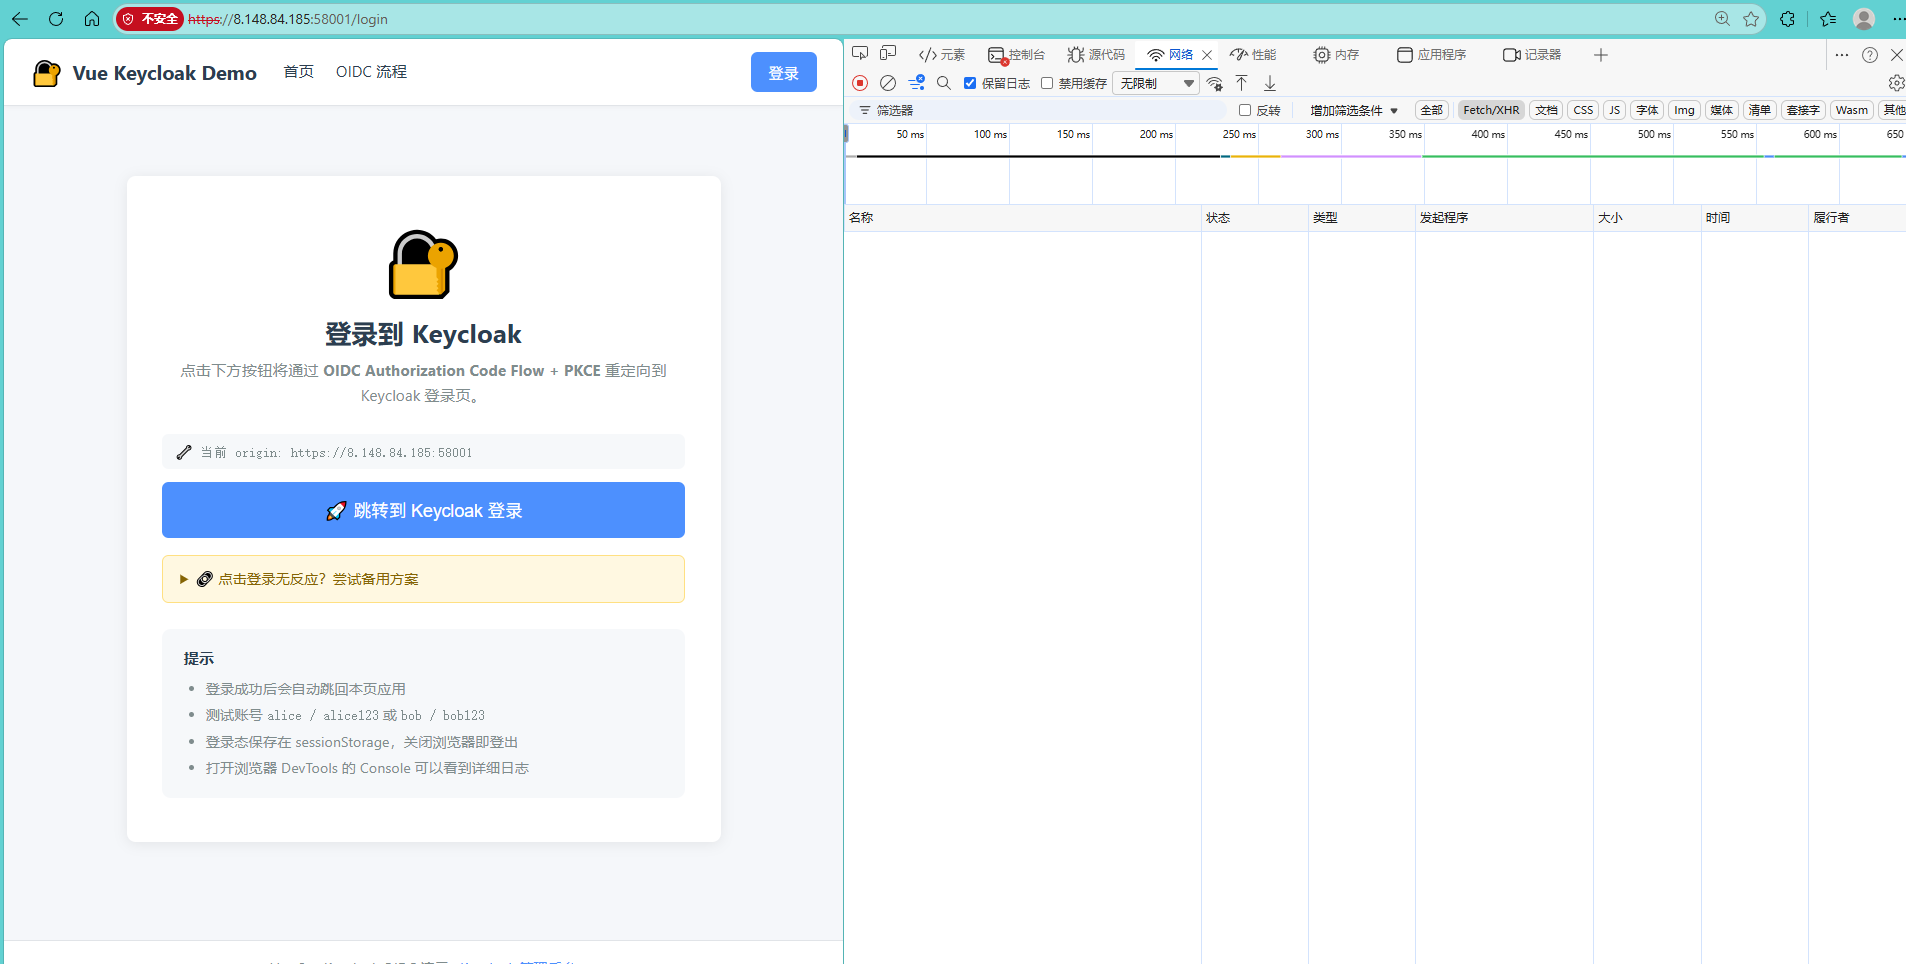 不安全 https://8.148.84.185:58001/login
Vue Keycloak Demo 首页 OIDC 流程 登录
登录到 Keycloak
点击下方按钮将通过 OIDC Authorization Code Flow + PKCE 重定向到
Keycloak 登录页。
当前 origin: https://8.148.84.185:58001
跳转到 Keycloak 登录
点击登录无反应？尝试备用方案
提示
登录成功后会自动跳回本页应用
测试账号 alice / alice123 或 bob / bob123
登录态保存在 sessionStorage，关闭浏览器即登出
打开浏览器 DevTools 的 Console 可以看到详细日志
元素 控制台 源代码 网络 性能 内存 应用程序 记录器
保留日志 禁用缓存 无限制
筛选器 反转 增加筛选条件 全部 Fetch/XHR 文档 CSS JS 字体 Img 媒体 清单 套接字 Wasm 其他
50 ms 100 ms 150 ms 200 ms 250 ms 300 ms 350 ms 400 ms 450 ms 500 ms 550 ms 600 ms 650
名称 状态 类型 发起程序 大小 时间 履行者